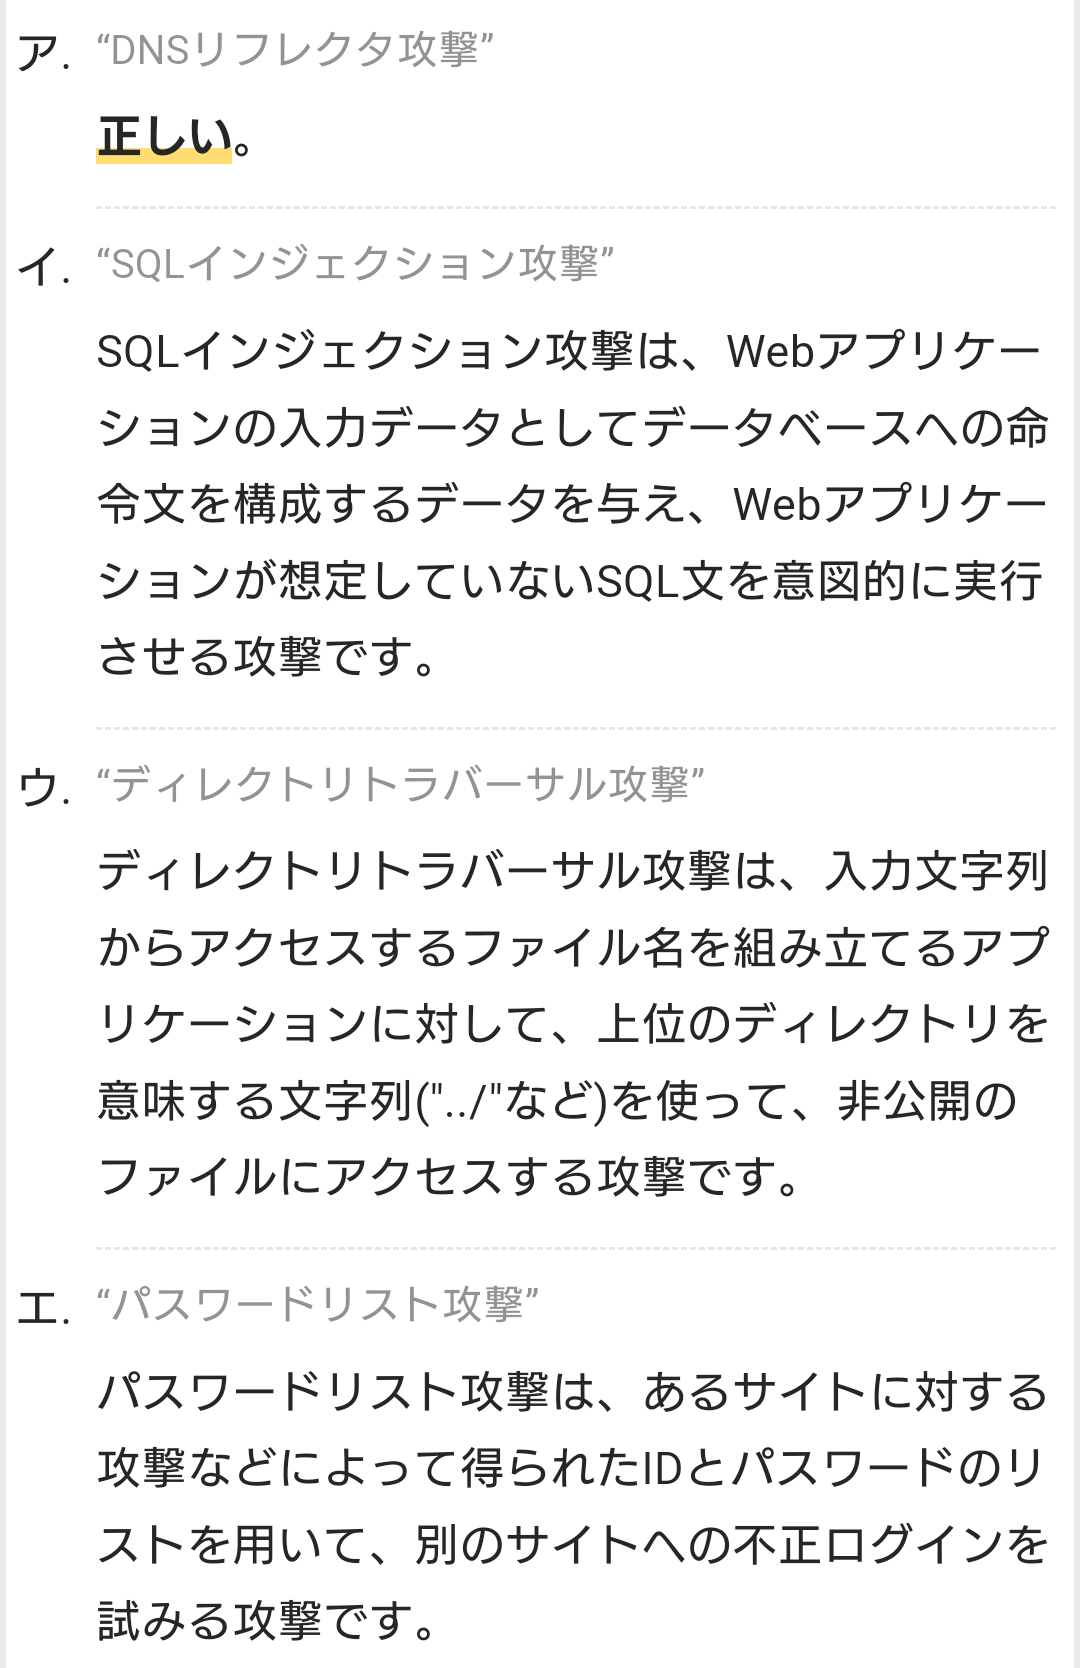 ア. “DNSリフレクタ攻撃”
正しい。
イ. “SQLインジェクション攻撃”
SQLインジェクション攻撃は、Webアプリケー
ションの入力データとしてデータベースへの命
令文を構成するデータを与え、Webアプリケー
ションが想定していないSQL文を意図的に実行
させる攻撃です。
ウ. “ディレクトリトラバーサル攻撃”
ディレクトリトラバーサル攻撃は、入力文字列
からアクセスするファイル名を組み立てるアプ
リケーションに対して、上位のディレクトリを
意味する文字列("../"など)を使って、非公開の
ファイルにアクセスする攻撃です。
エ. “パスワードリスト攻撃”
パスワードリスト攻撃は、あるサイトに対する
攻撃などによって得られたIDとパスワードのリ
ストを用いて、別のサイトへの不正ログインを
試みる攻撃です。